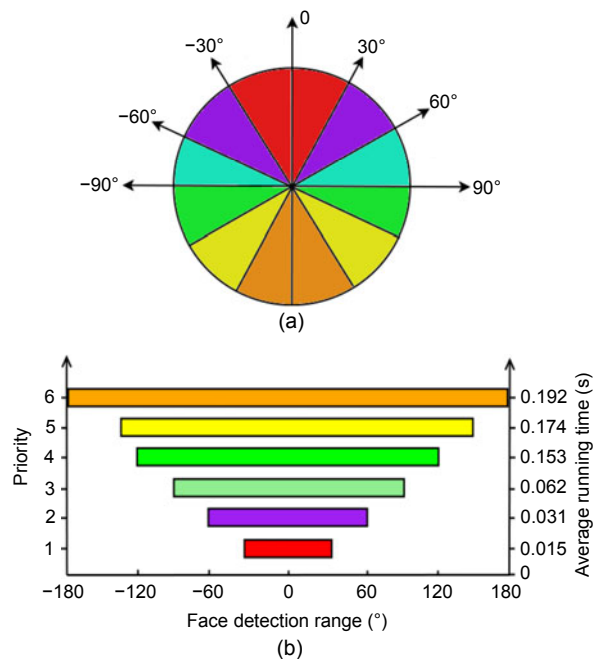 0
−30° 30°
−60° 60°
−90° 90°
(a)
6 0.192
5 0.174
4 0.153
3 0.062
2 0.031
1 0.015
0
Priority
Average running time (s)
−180 −120 −60 0 60 120 180
Face detection range (°)
(b)